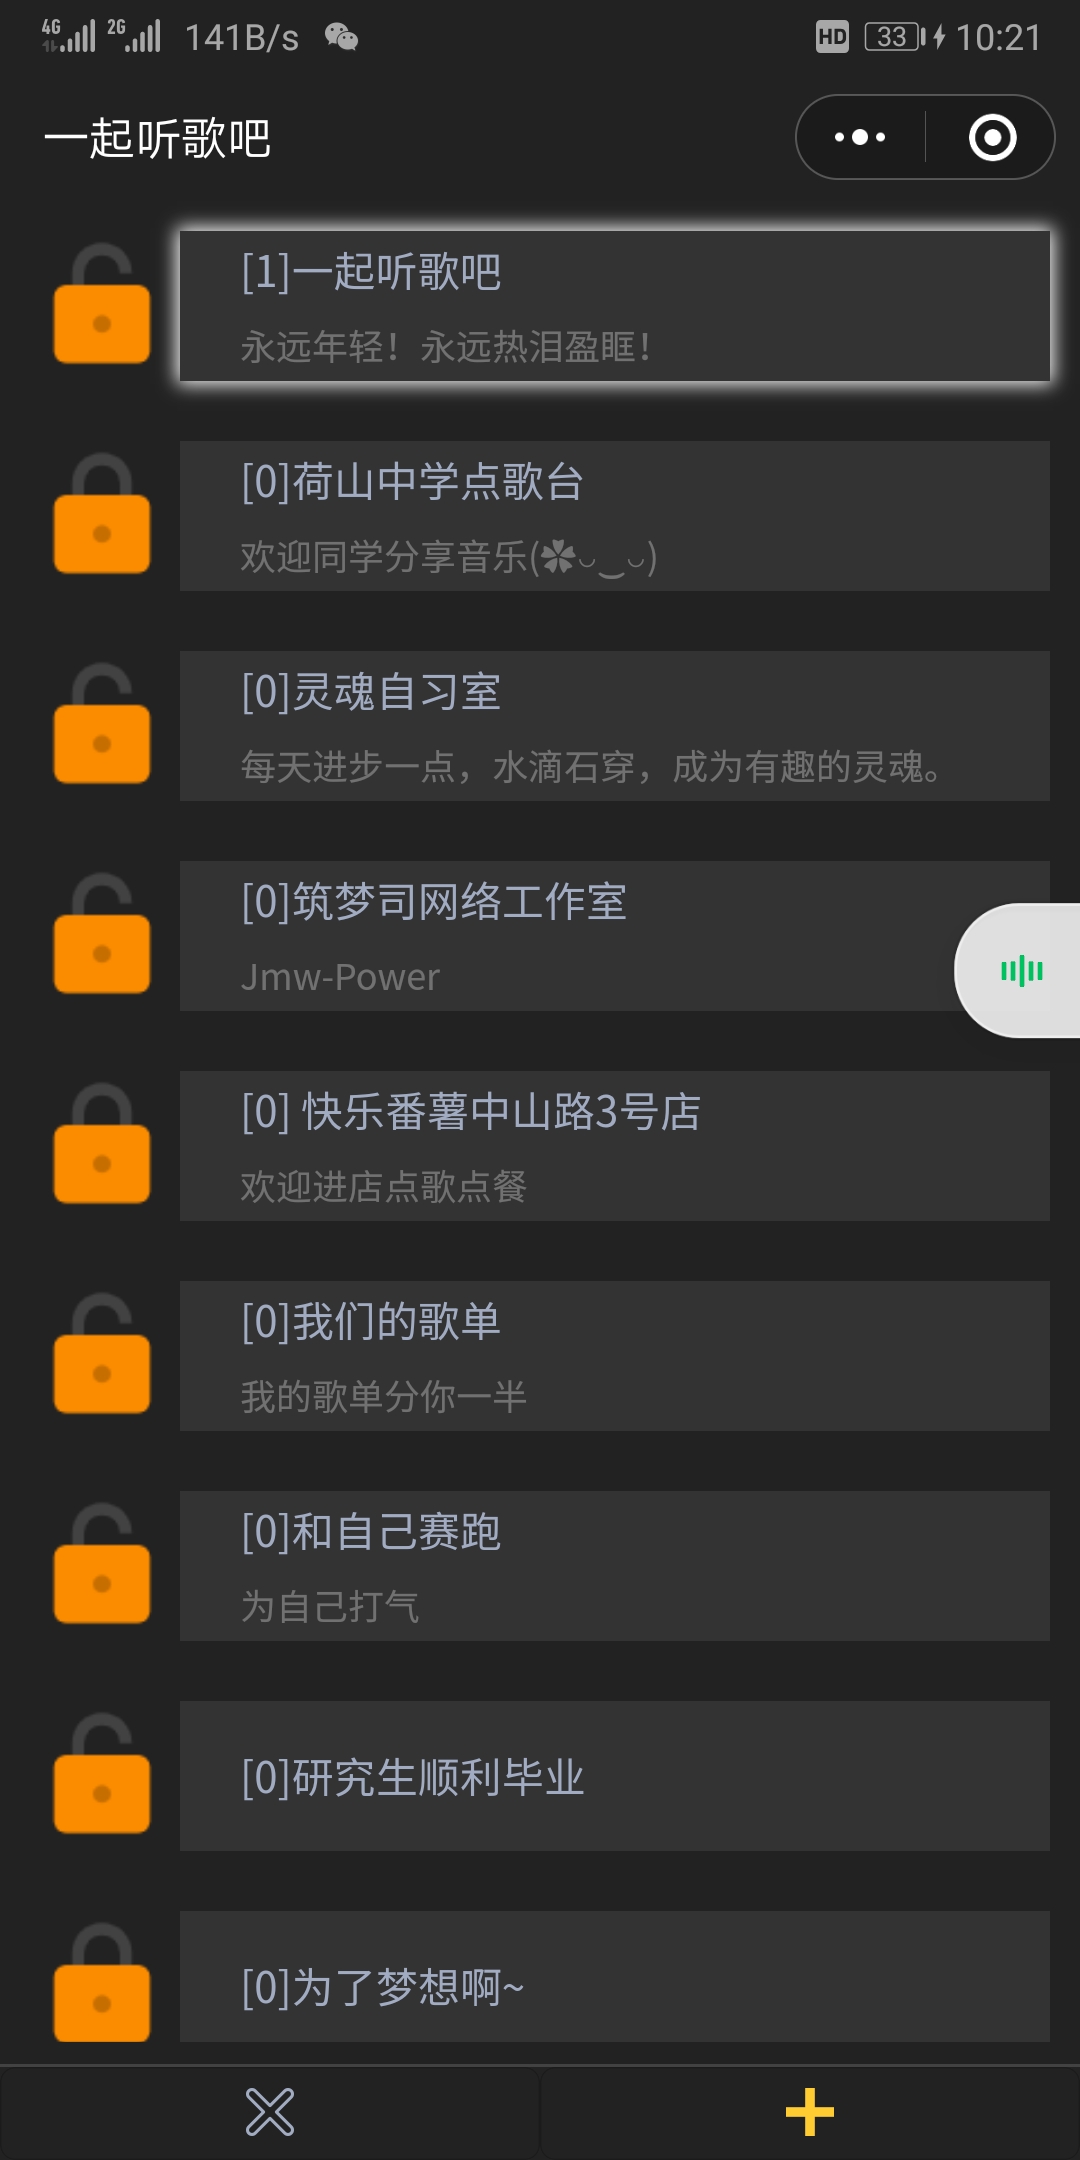 4G 2G 141B/s HD 33 10:21
一起听歌吧
[1]一起听歌吧
永远年轻！永远热泪盈眶！
[0]荷山中学点歌台
欢迎同学分享音乐(✿◡‿◡)
[0]灵魂自习室
每天进步一点，水滴石穿，成为有趣的灵魂。
[0]筑梦司网络工作室
Jmw-Power
[0] 快乐番薯中山路3号店
欢迎进店点歌点餐
[0]我们的歌单
我的歌单分你一半
[0]和自己赛跑
为自己打气
[0]研究生顺利毕业
[0]为了梦想啊~